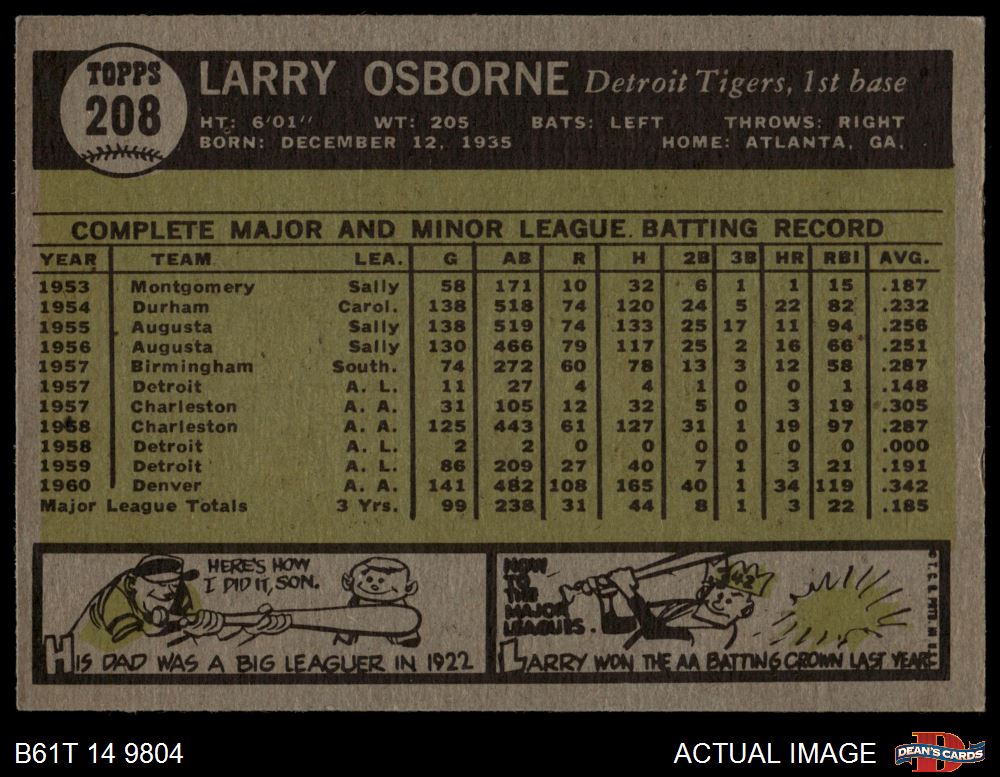 TOPPS
208
LARRY OSBORNE Detroit Tigers, 1st base
HT: 6'01" WT: 205 BATS: LEFT THROWS: RIGHT
BORN: DECEMBER 12, 1935 HOME: ATLANTA, GA.
COMPLETE MAJOR AND MINOR LEAGUE BATTING RECORD
YEAR TEAM LEA. G AB R H 2B 3B HR RBI AVG.
1953 Montgomery Sally 58 171 10 32 6 1 1 15 .187
1954 Durham Carol. 138 518 74 120 24 5 22 82 .232
1955 Augusta Sally 138 519 74 133 25 17 11 94 .256
1956 Augusta Sally 130 466 79 117 25 2 16 66 .251
1957 Birmingham South. 74 272 60 78 13 3 12 58 .287
1957 Detroit A. L. 11 27 4 4 1 0 0 1 .148
1957 Charleston A. A. 31 105 12 32 5 0 3 19 .305
1958 Charleston A. A. 125 443 61 127 31 1 19 97 .287
1958 Detroit A. L. 2 2 0 0 0 0 0 0 .000
1959 Detroit A. L. 86 209 27 40 7 1 3 21 .191
1960 Denver A. A. 141 482 108 165 40 1 34 119 .342
Major League Totals 3 Yrs. 99 238 31 44 8 1 3 22 .185
HERE'S HOW
I DID IT, SON.
HIS DAD WAS A BIG LEAGUER IN 1922
NOW
TO
THE
MAJOR
LEAGUES.
.342
LARRY WON THE AA BATTING CROWN LAST YEAR
© T. C. G. PRTD. IN U.S.A.
B61T 14 9804
ACTUAL IMAGE
DEAN'S CARDS